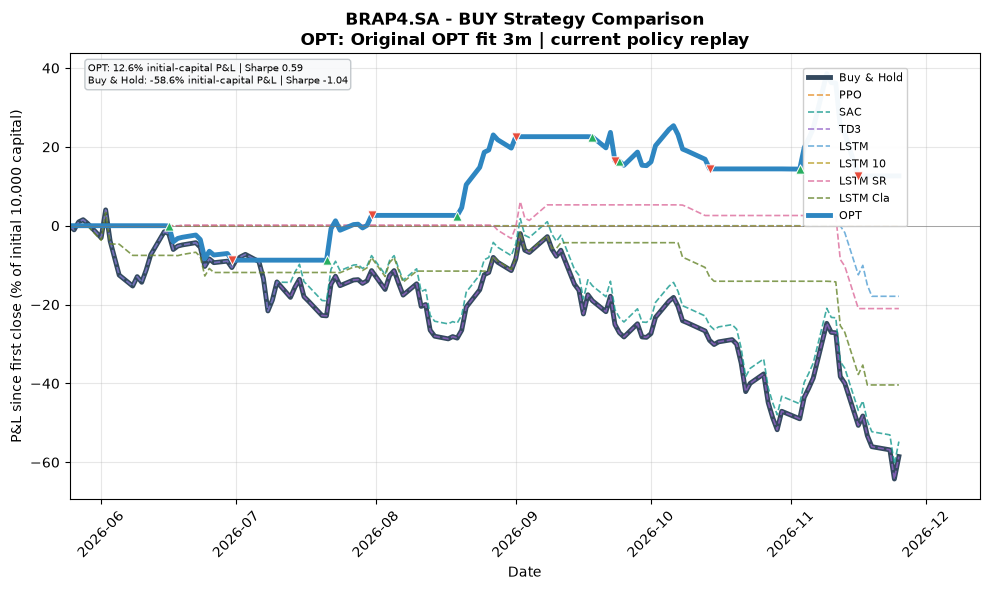 BRAP4.SA - BUY Strategy Comparison
OPT: Original OPT fit 3m | current policy replay
OPT: 12.6% initial-capital P&L | Sharpe 0.59
Buy & Hold: -58.6% initial-capital P&L | Sharpe -1.04
Buy & Hold
PPO
SAC
TD3
LSTM
LSTM 10
LSTM SR
LSTM Cla
OPT
P&L since first close (% of initial 10,000 capital)
40
20
0
−20
−40
−60
2026-06
2026-07
2026-08
2026-09
2026-10
2026-11
2026-12
Date